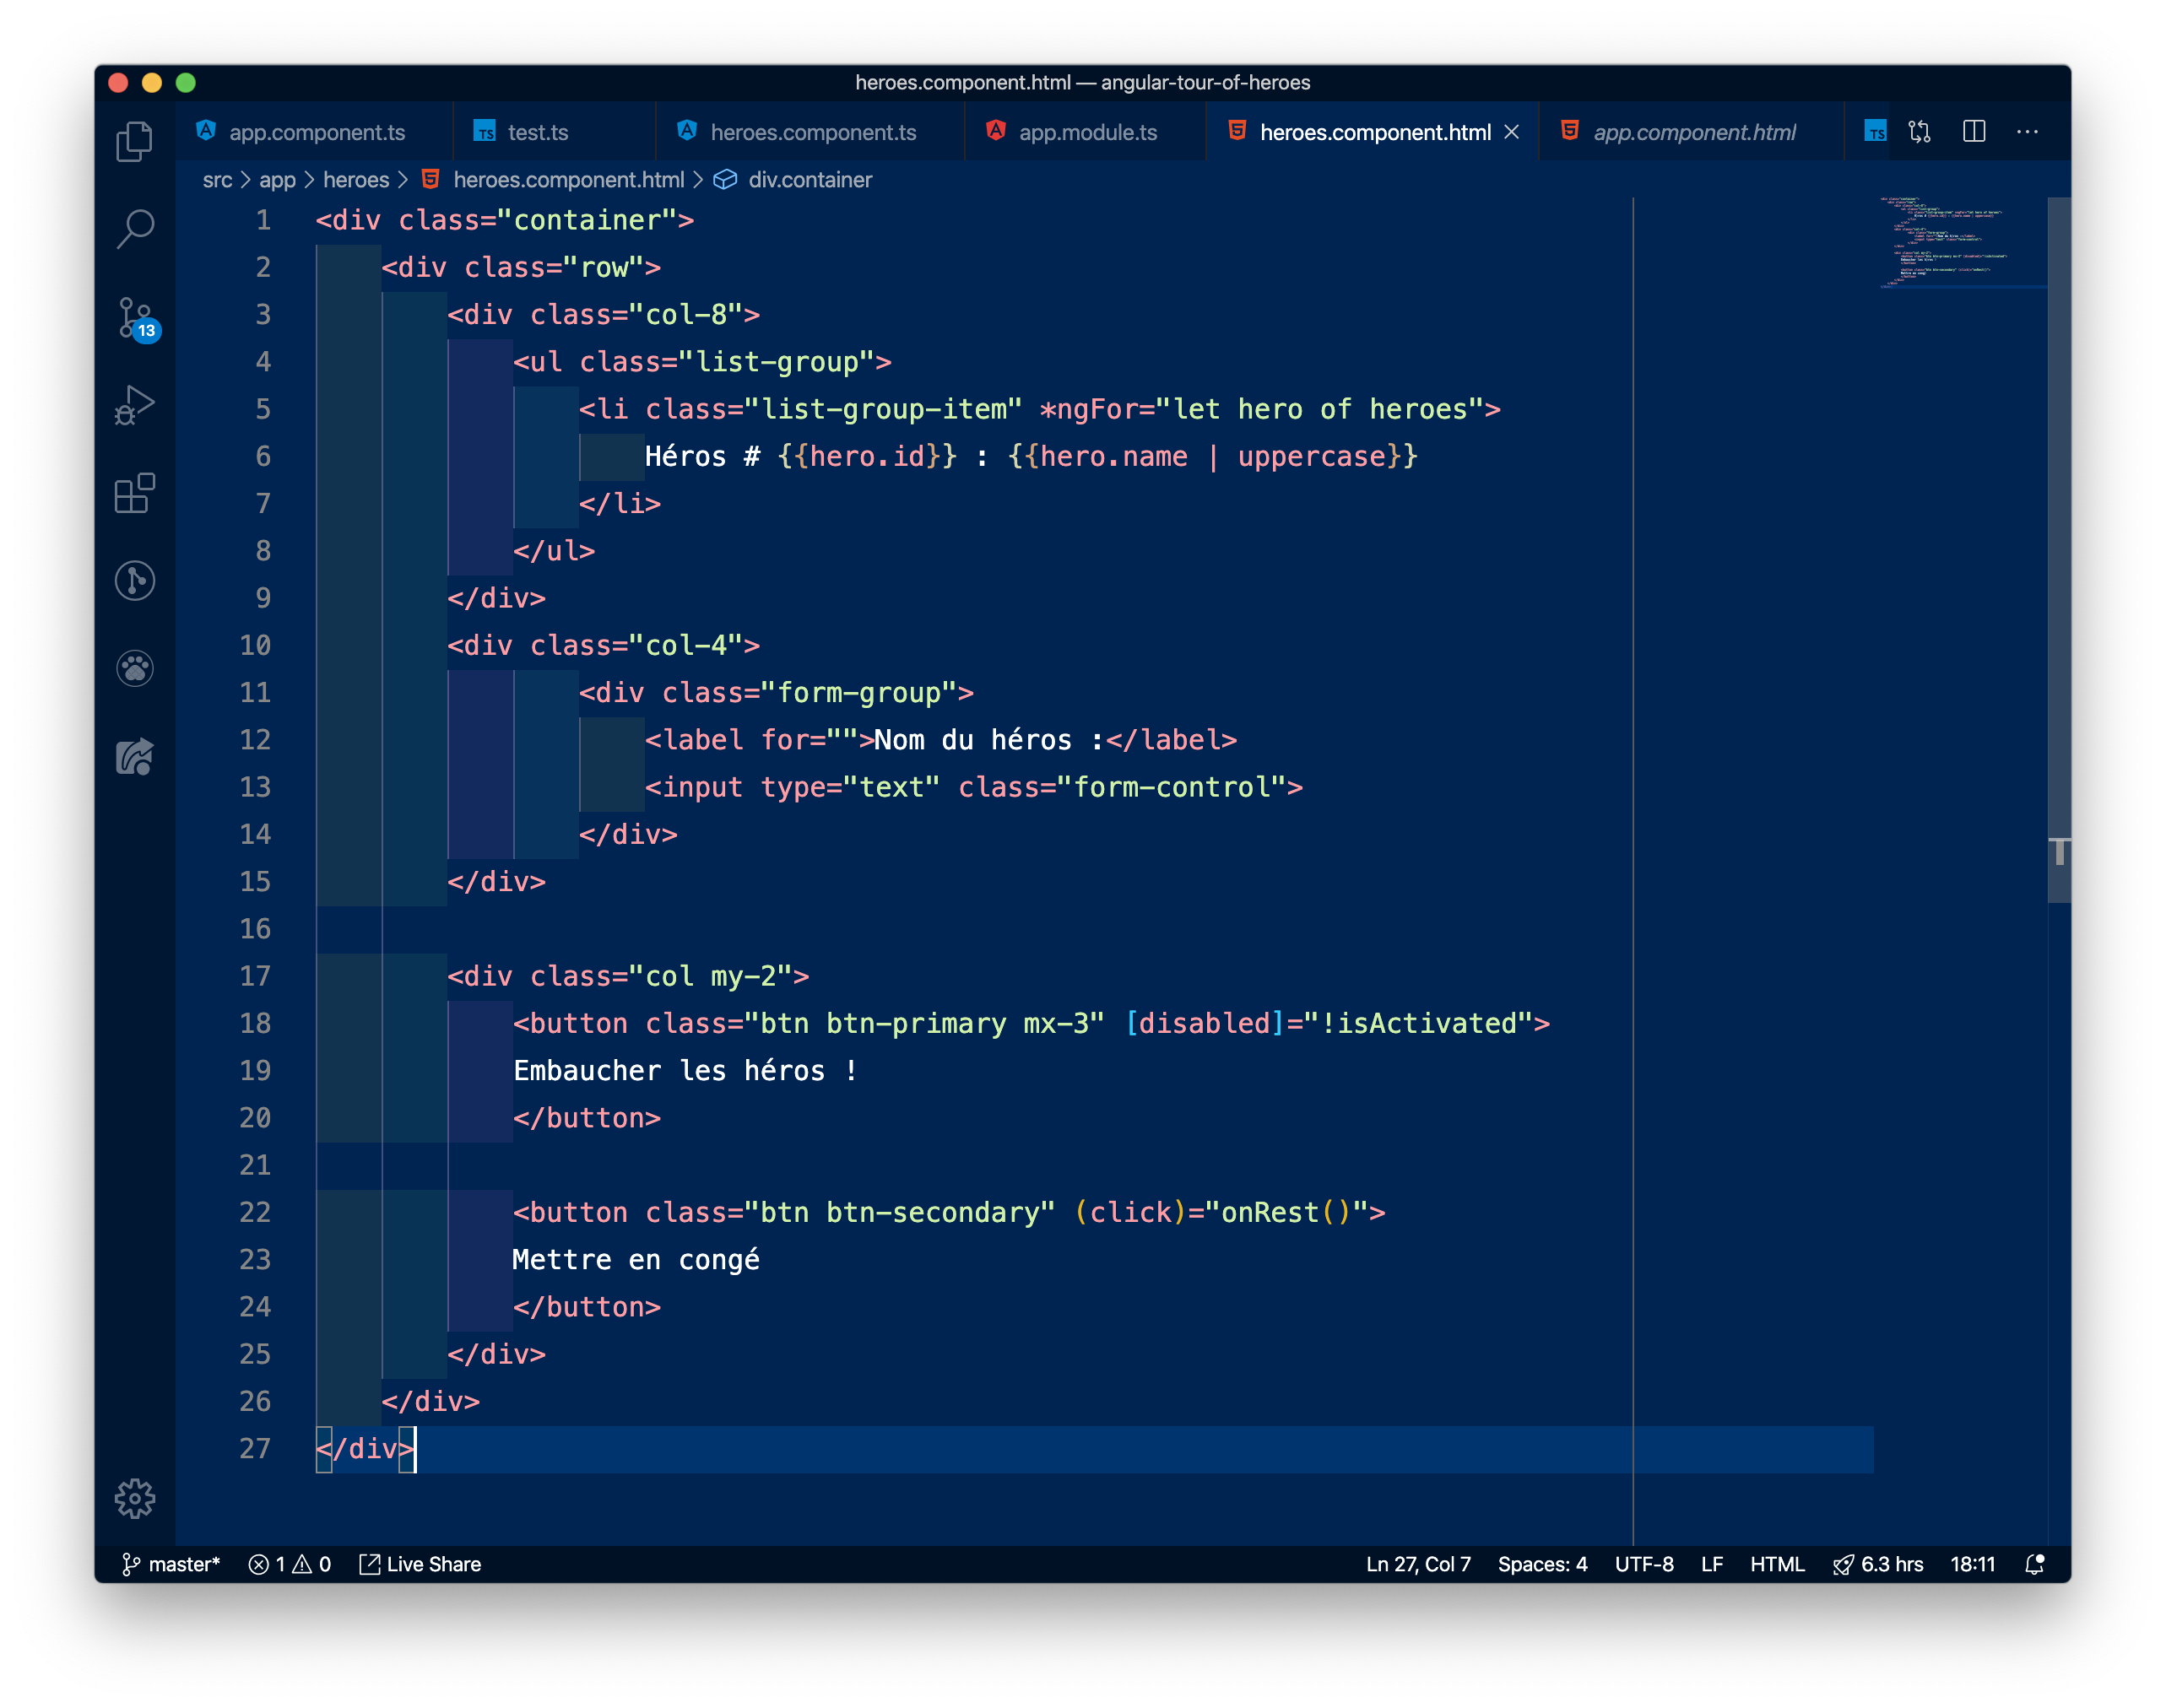 heroes.component.html — angular-tour-of-heroes
app.component.ts TS test.ts heroes.component.ts app.module.ts heroes.component.html app.component.html TS
src > app > heroes > heroes.component.html > div.container
1 <div class="container">
2 <div class="row">
3 <div class="col-8">
4 <ul class="list-group">
5 <li class="list-group-item" *ngFor="let hero of heroes">
6 Héros # {{hero.id}} : {{hero.name | uppercase}}
7 </li>
8 </ul>
9 </div>
10 <div class="col-4">
11 <div class="form-group">
12 <label for="">Nom du héros :</label>
13 <input type="text" class="form-control">
14 </div>
15 </div>
16
17 <div class="col my-2">
18 <button class="btn btn-primary mx-3" [disabled]="!isActivated">
19 Embaucher les héros !
20 </button>
21
22 <button class="btn btn-secondary" (click)="onRest()">
23 Mettre en congé
24 </button>
25 </div>
26 </div>
27 </div>
13
master* 1 0 Live Share Ln 27, Col 7 Spaces: 4 UTF-8 LF HTML 6.3 hrs 18:11